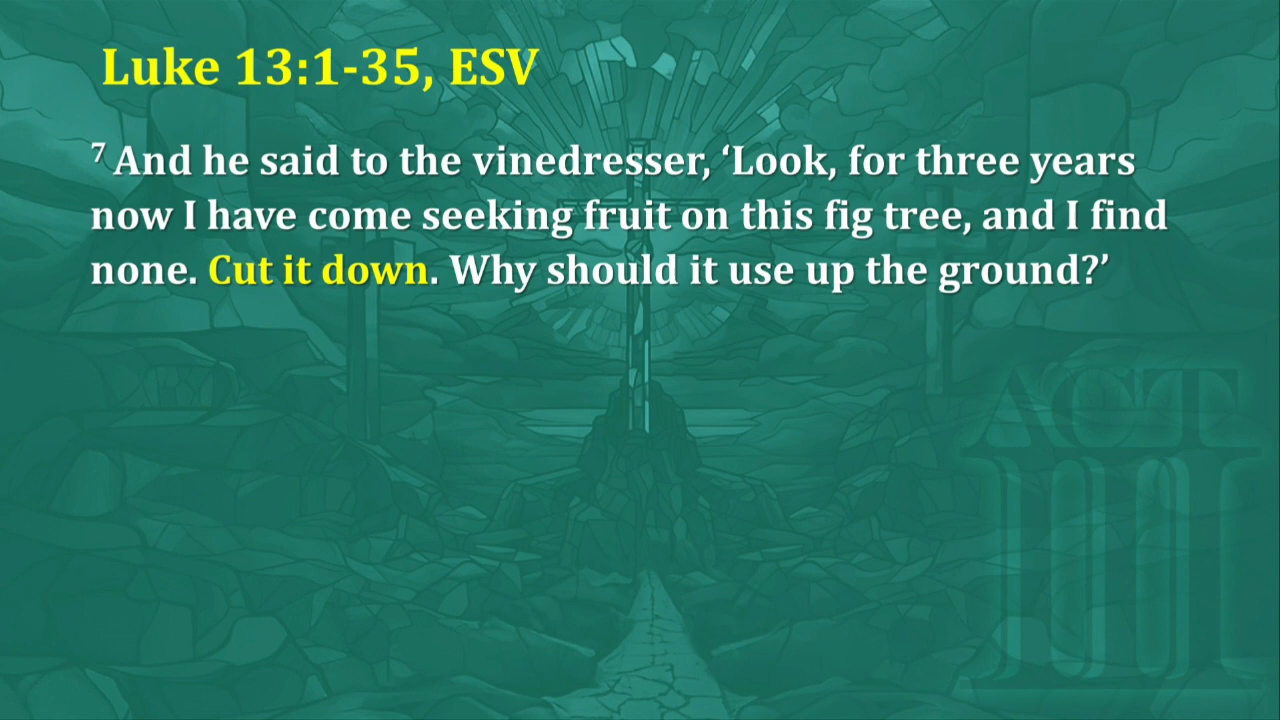 Luke 13:1-35, ESV
7 And he said to the vinedresser, ‘Look, for three years
now I have come seeking fruit on this fig tree, and I find
none. Cut it down. Why should it use up the ground?’
ACT
III